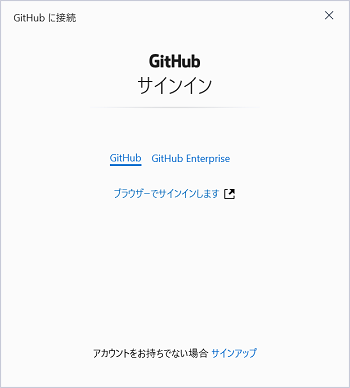 GitHub に接続
GitHub
サインイン
GitHub GitHub Enterprise
ブラウザーでサインインします
アカウントをお持ちでない場合 サインアップ